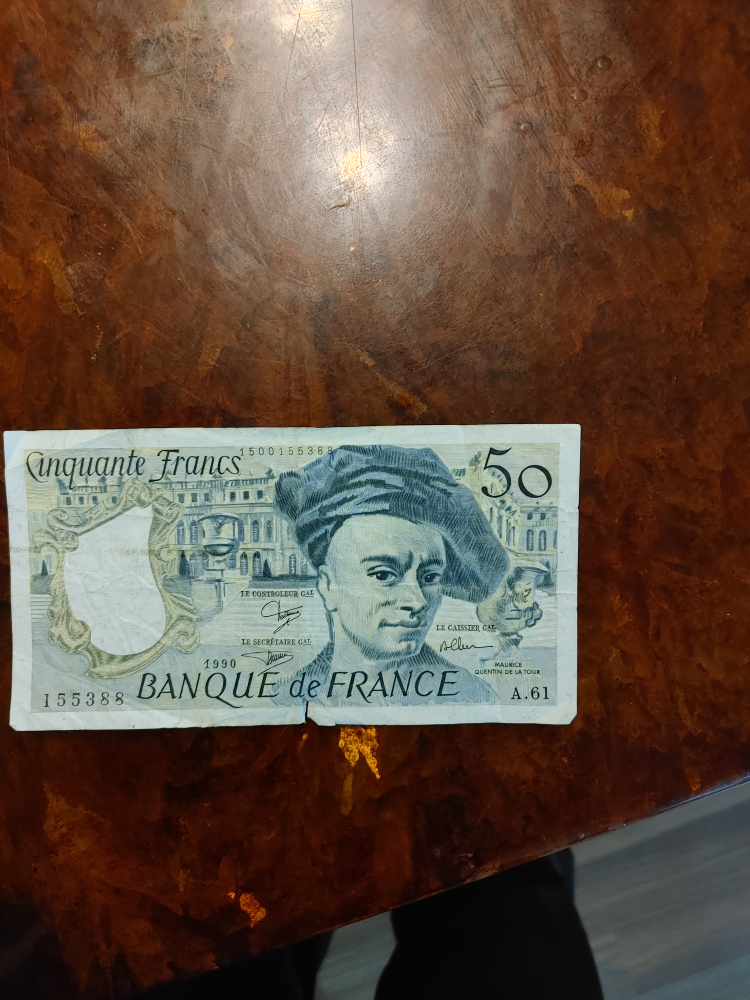 Cinquante Francs
1500155388
50
LE CONTROLEUR GAL
LE SECRÉTAIRE GAL
LE CAISSIER GAL
1990
MAURICE
QUENTIN DE LA TOUR
155388
BANQUE de FRANCE
A.61